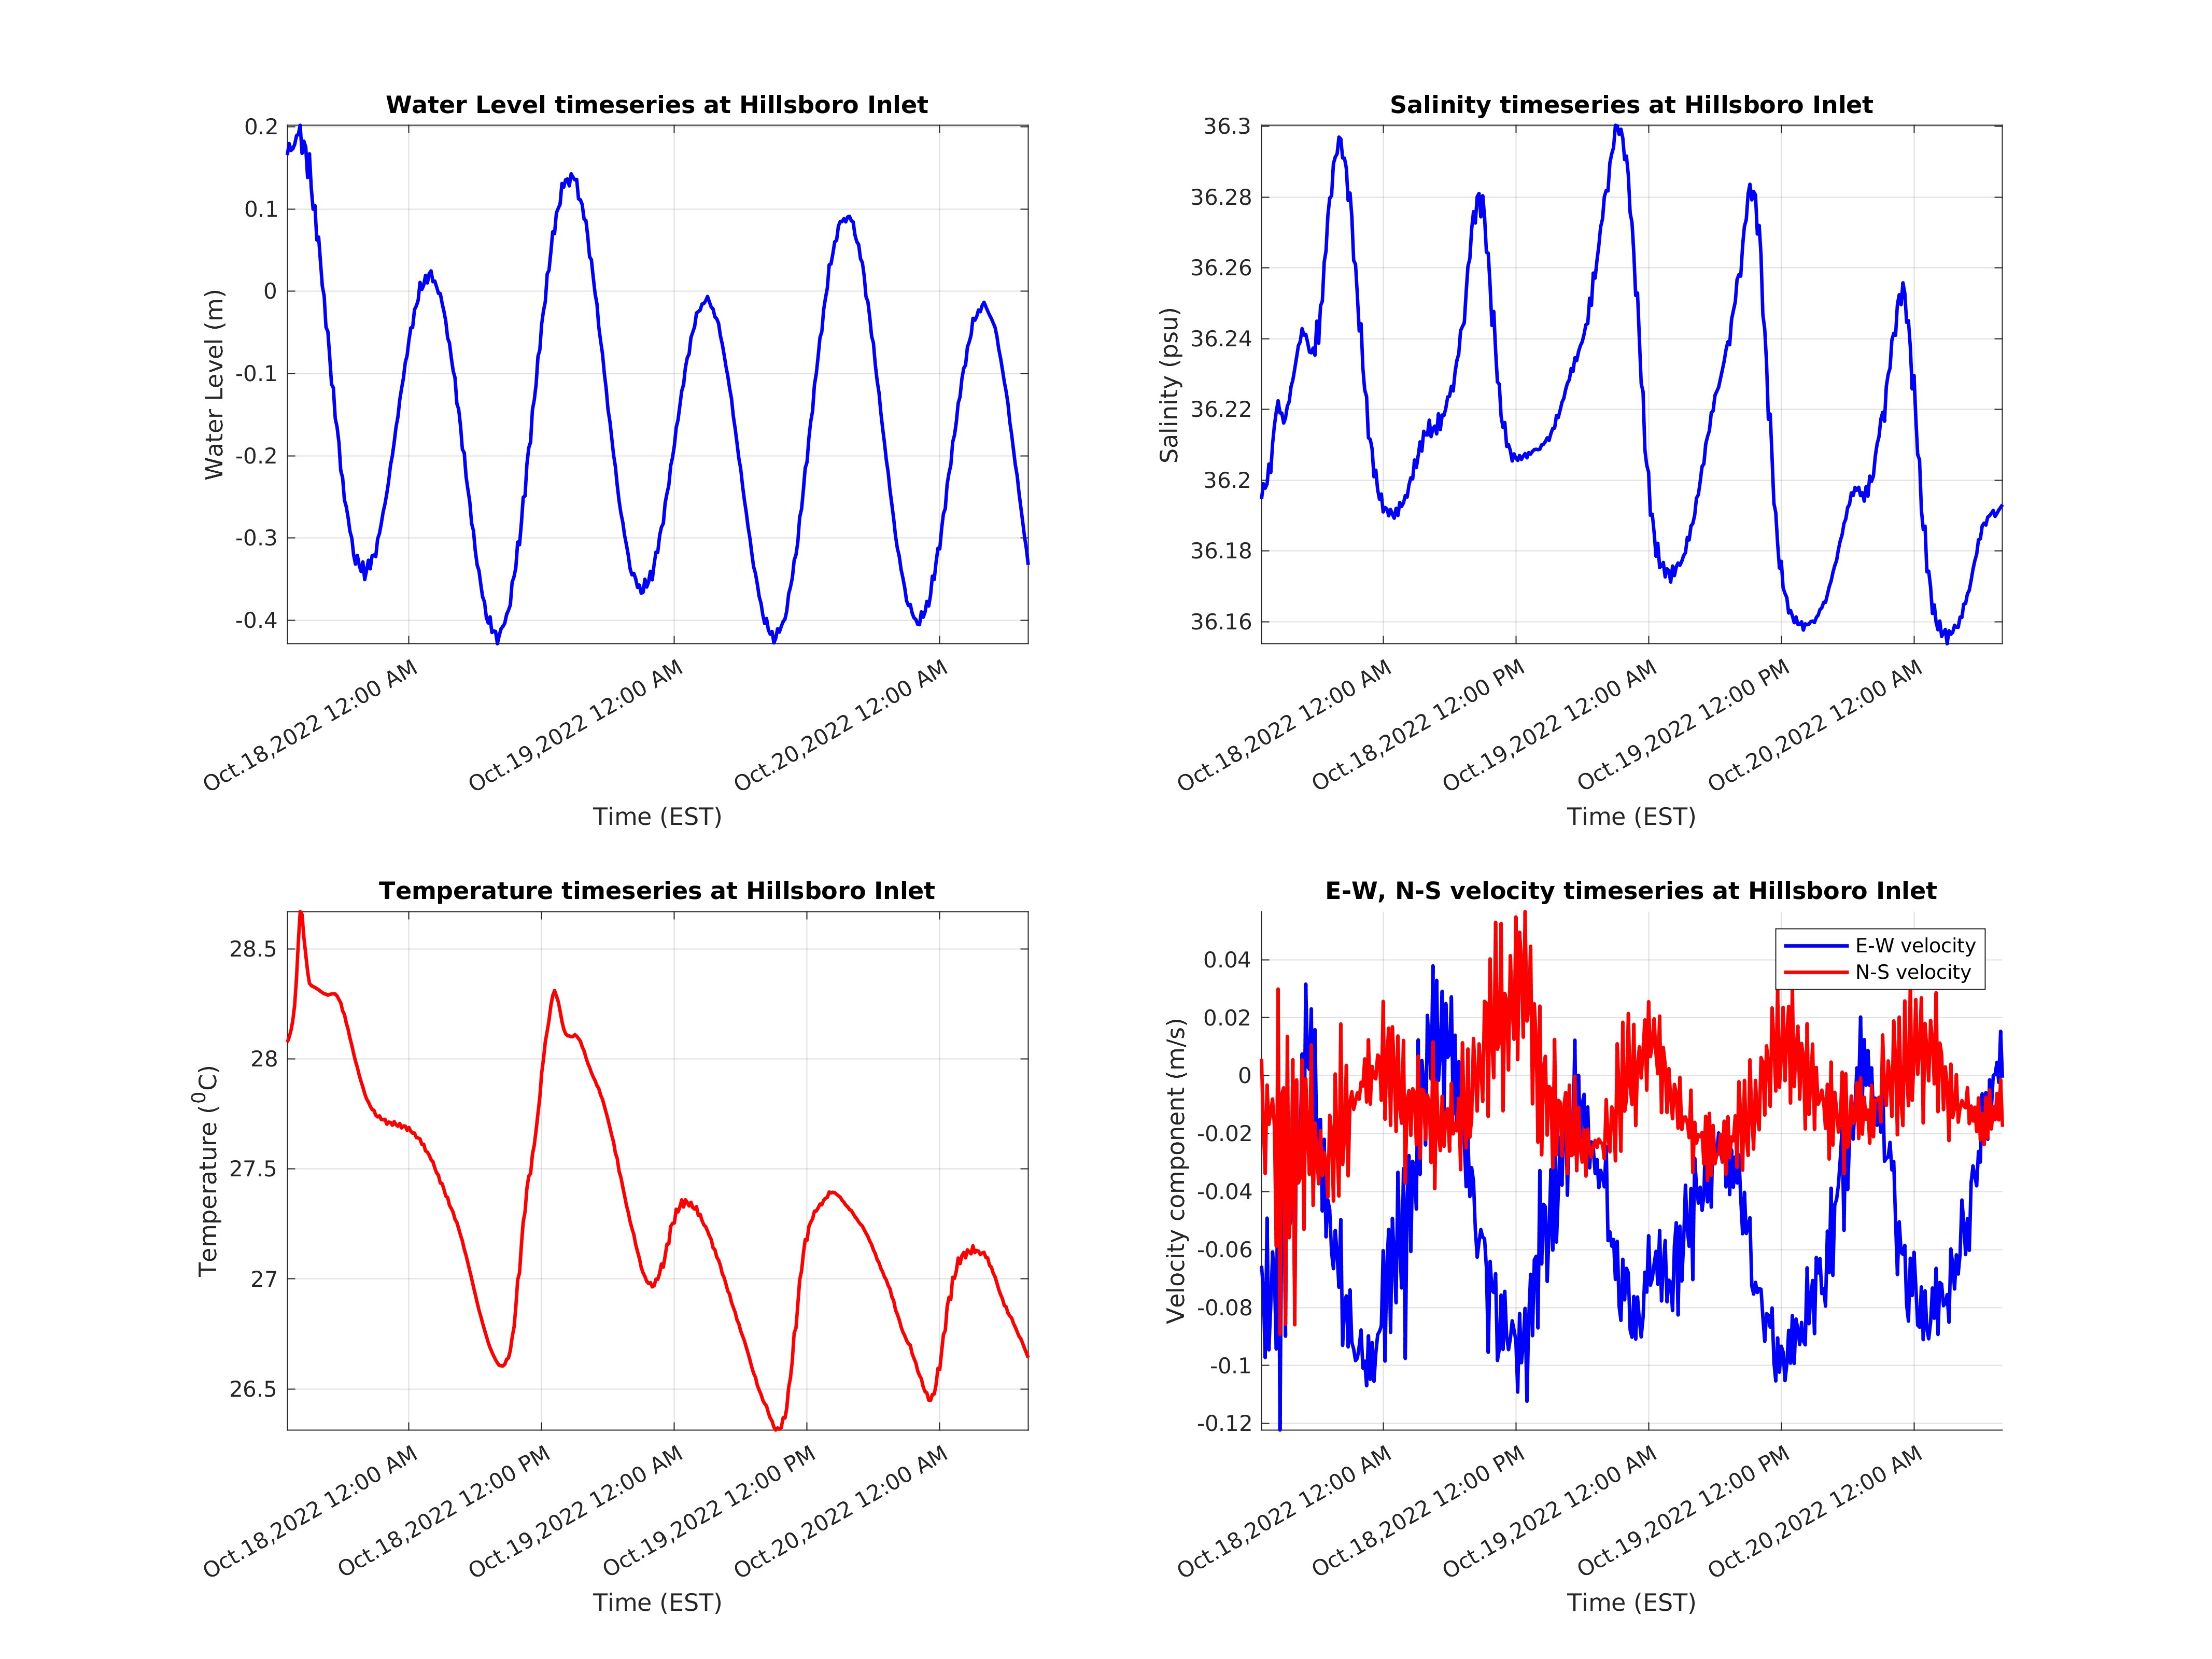 Water Level timeseries at Hillsboro Inlet
0.2
0.1
0
-0.1
-0.2
-0.3
-0.4
Water Level (m)
Oct.18,2022 12:00 AM
Oct.19,2022 12:00 AM
Oct.20,2022 12:00 AM
Time (EST)
Salinity timeseries at Hillsboro Inlet
36.3
36.28
36.26
36.24
36.22
36.2
36.18
36.16
Salinity (psu)
Oct.18,2022 12:00 AM
Oct.18,2022 12:00 PM
Oct.19,2022 12:00 AM
Oct.19,2022 12:00 PM
Oct.20,2022 12:00 AM
Time (EST)
Temperature timeseries at Hillsboro Inlet
28.5
28
27.5
27
26.5
Temperature (⁰C)
Oct.18,2022 12:00 AM
Oct.18,2022 12:00 PM
Oct.19,2022 12:00 AM
Oct.19,2022 12:00 PM
Oct.20,2022 12:00 AM
Time (EST)
E-W, N-S velocity timeseries at Hillsboro Inlet
E-W velocity
N-S velocity
0.04
0.02
0
-0.02
-0.04
-0.06
-0.08
-0.1
-0.12
Velocity component (m/s)
Oct.18,2022 12:00 AM
Oct.18,2022 12:00 PM
Oct.19,2022 12:00 AM
Oct.19,2022 12:00 PM
Oct.20,2022 12:00 AM
Time (EST)